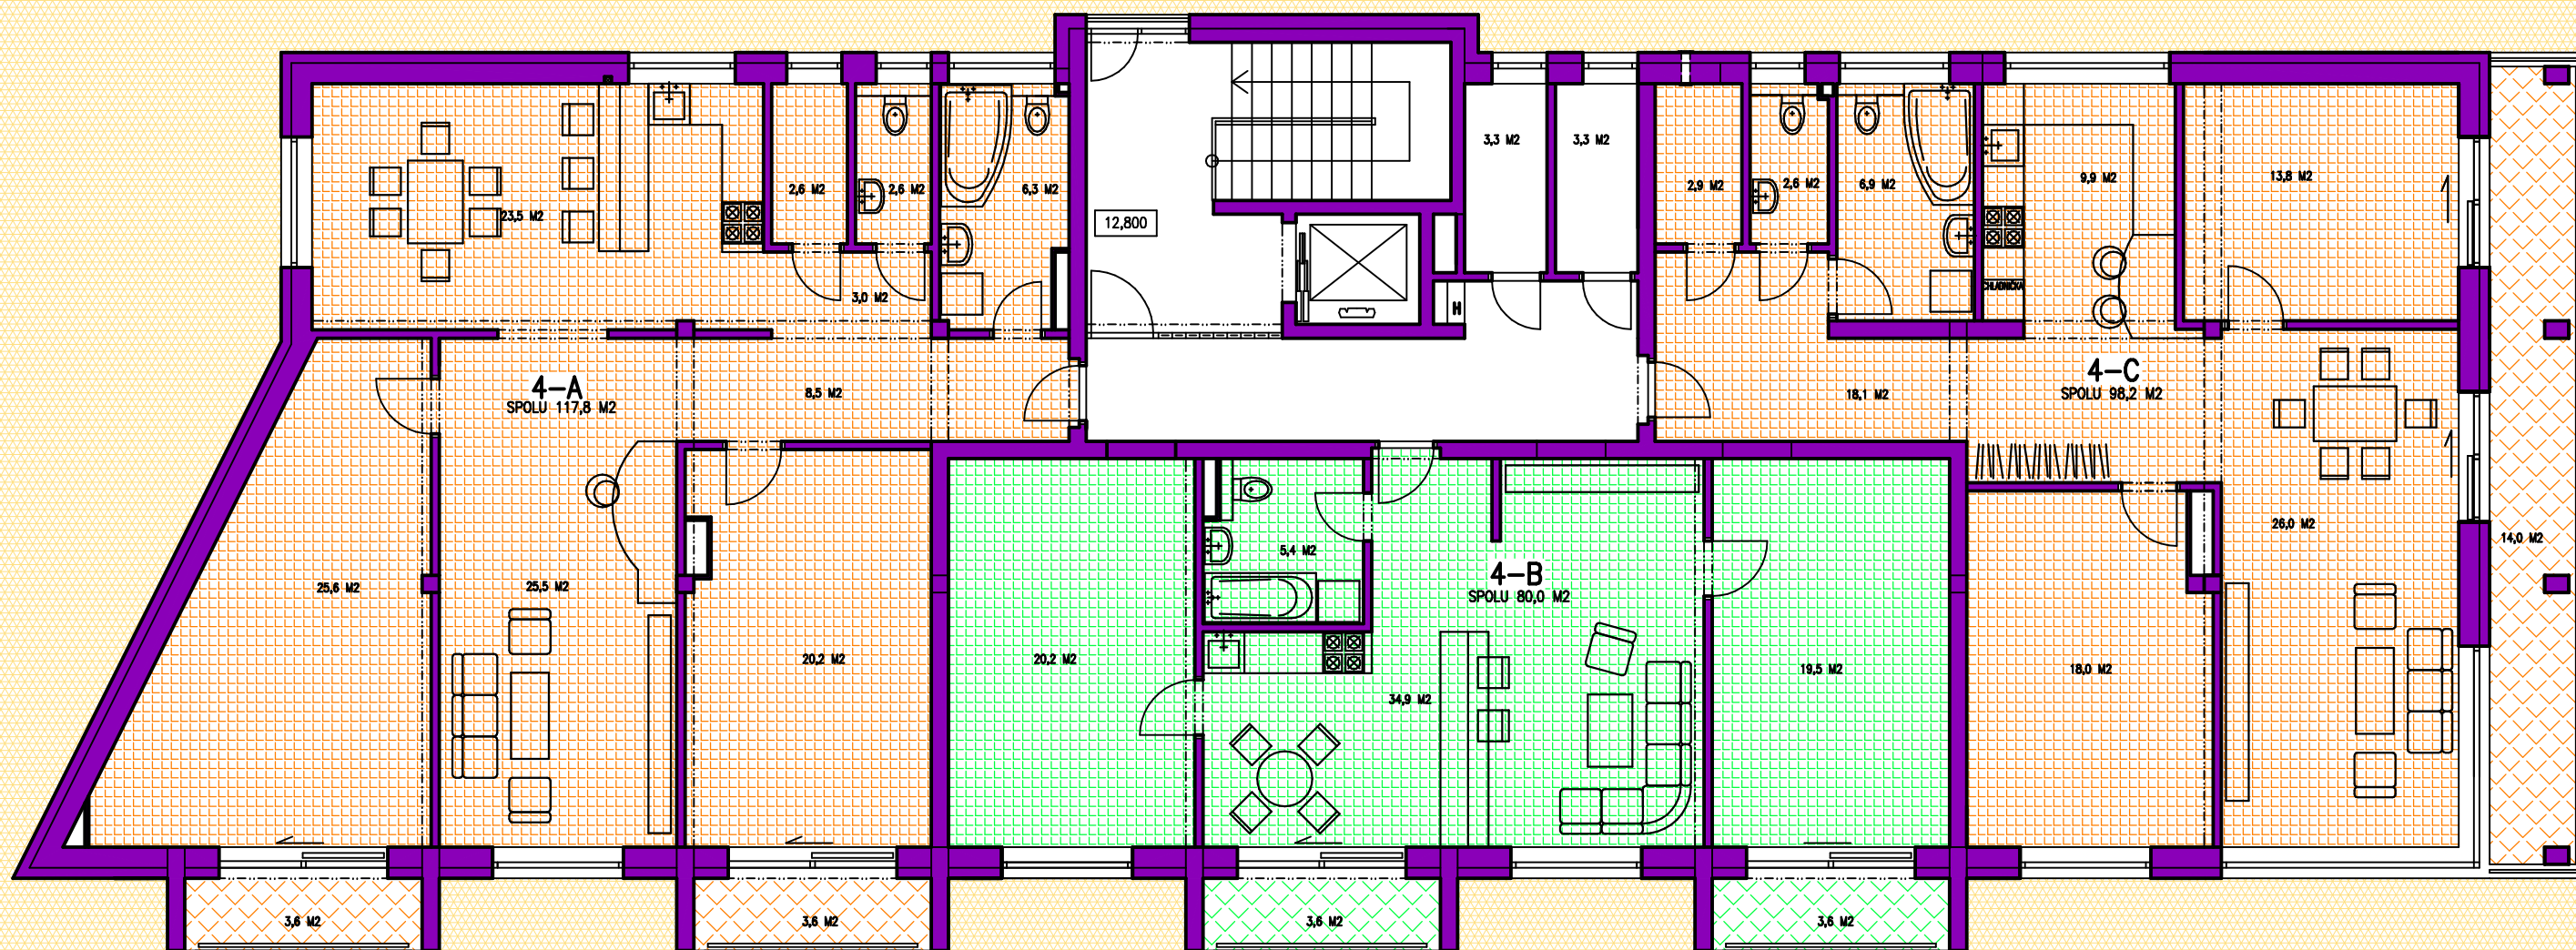 3,3 M2
3,3 M2
2,6 M2
2,6 M2
6,3 M2
2,9 M2
2,6 M2
6,9 M2
9,9 M2
13,8 M2
23,5 M2
12,800
CHLADNIČKA
3,0 M2
H
4-A
SPOLU 117,8 M2
8,5 M2
18,1 M2
4-C
SPOLU 98,2 M2
26,0 M2
14,0 M2
5,4 M2
4-B
SPOLU 80,0 M2
25,6 M2
25,5 M2
20,2 M2
20,2 M2
34,9 M2
19,5 M2
18,0 M2
3,6 M2
3,6 M2
3,6 M2
3,6 M2